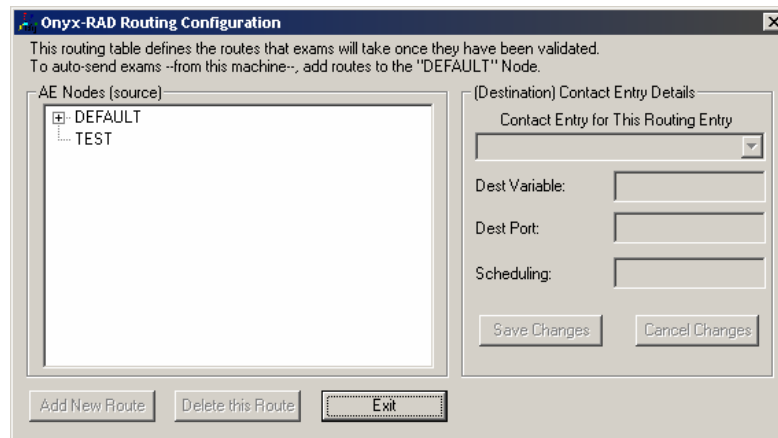 Onyx-RAD Routing Configuration
This routing table defines the routes that exams will take once they have been validated.
To auto-send exams --from this machine--, add routes to the "DEFAULT" Node.
AE Nodes (source)
DEFAULT
TEST
(Destination) Contact Entry Details
Contact Entry for This Routing Entry
Dest Variable:
Dest Port:
Scheduling:
Save Changes Cancel Changes
Add New Route Delete this Route Exit